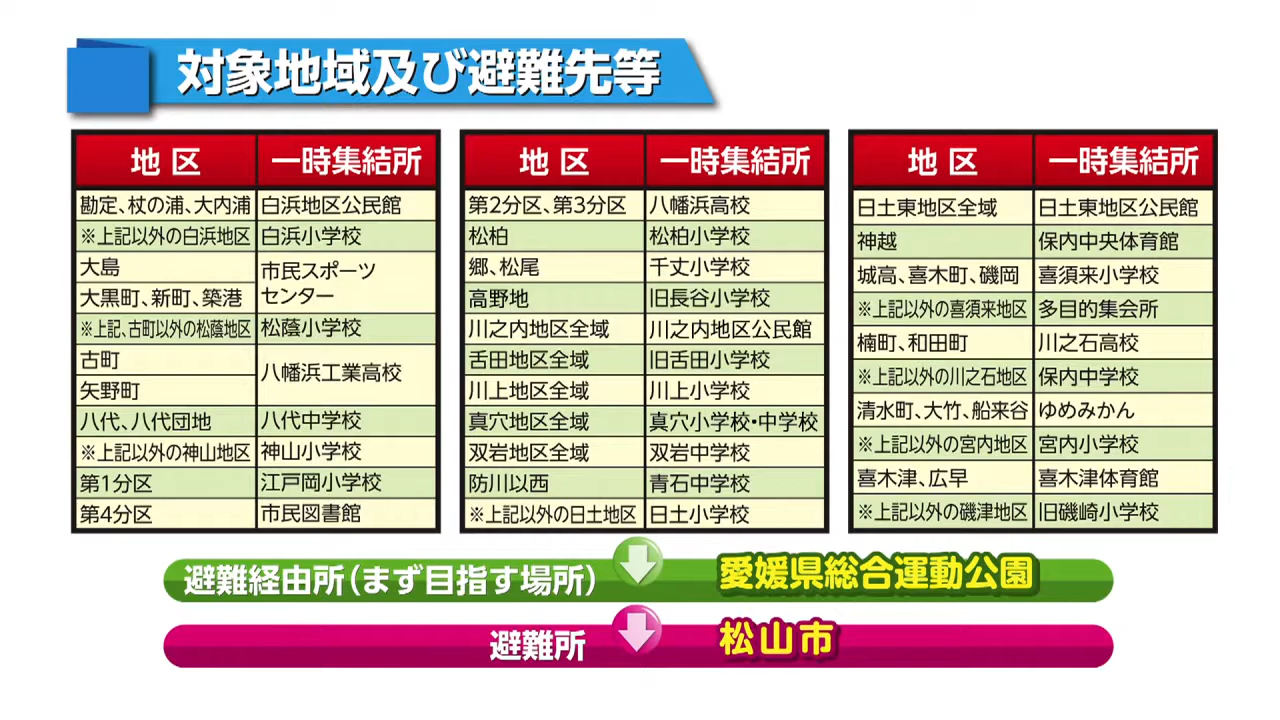 対象地域及び避難先等
地区 一時集結所
勘定、杖の浦、大内浦 白浜地区公民館
※上記以外の白浜地区 白浜小学校
大島 市民スポーツ
センター
大黒町、新町、築港
※上記、古町以外の松蔭地区 松蔭小学校
古町 八幡浜工業高校
矢野町
八代、八代団地 八代中学校
※上記以外の神山地区 神山小学校
第1分区 江戸岡小学校
第4分区 市民図書館
地区 一時集結所
第2分区、第3分区 八幡浜高校
松柏 松柏小学校
郷、松尾 千丈小学校
高野地 旧長谷小学校
川之内地区全域 川之内地区公民館
舌田地区全域 旧舌田小学校
川上地区全域 川上小学校
真穴地区全域 真穴小学校・中学校
双岩地区全域 双岩中学校
防川以西 青石中学校
※上記以外の日土地区 日土小学校
地区 一時集結所
日土東地区全域 日土東地区公民館
神越 保内中央体育館
城高、喜木町、磯岡 喜須来小学校
※上記以外の喜須来地区 多目的集会所
楠町、和田町 川之石高校
※上記以外の川之石地区 保内中学校
清水町、大竹、船来谷 ゆめみかん
※上記以外の宮内地区 宮内小学校
喜木津、広早 喜木津体育館
※上記以外の磯津地区 旧磯崎小学校
避難経由所(まず目指す場所) 愛媛県総合運動公園
避難所 松山市